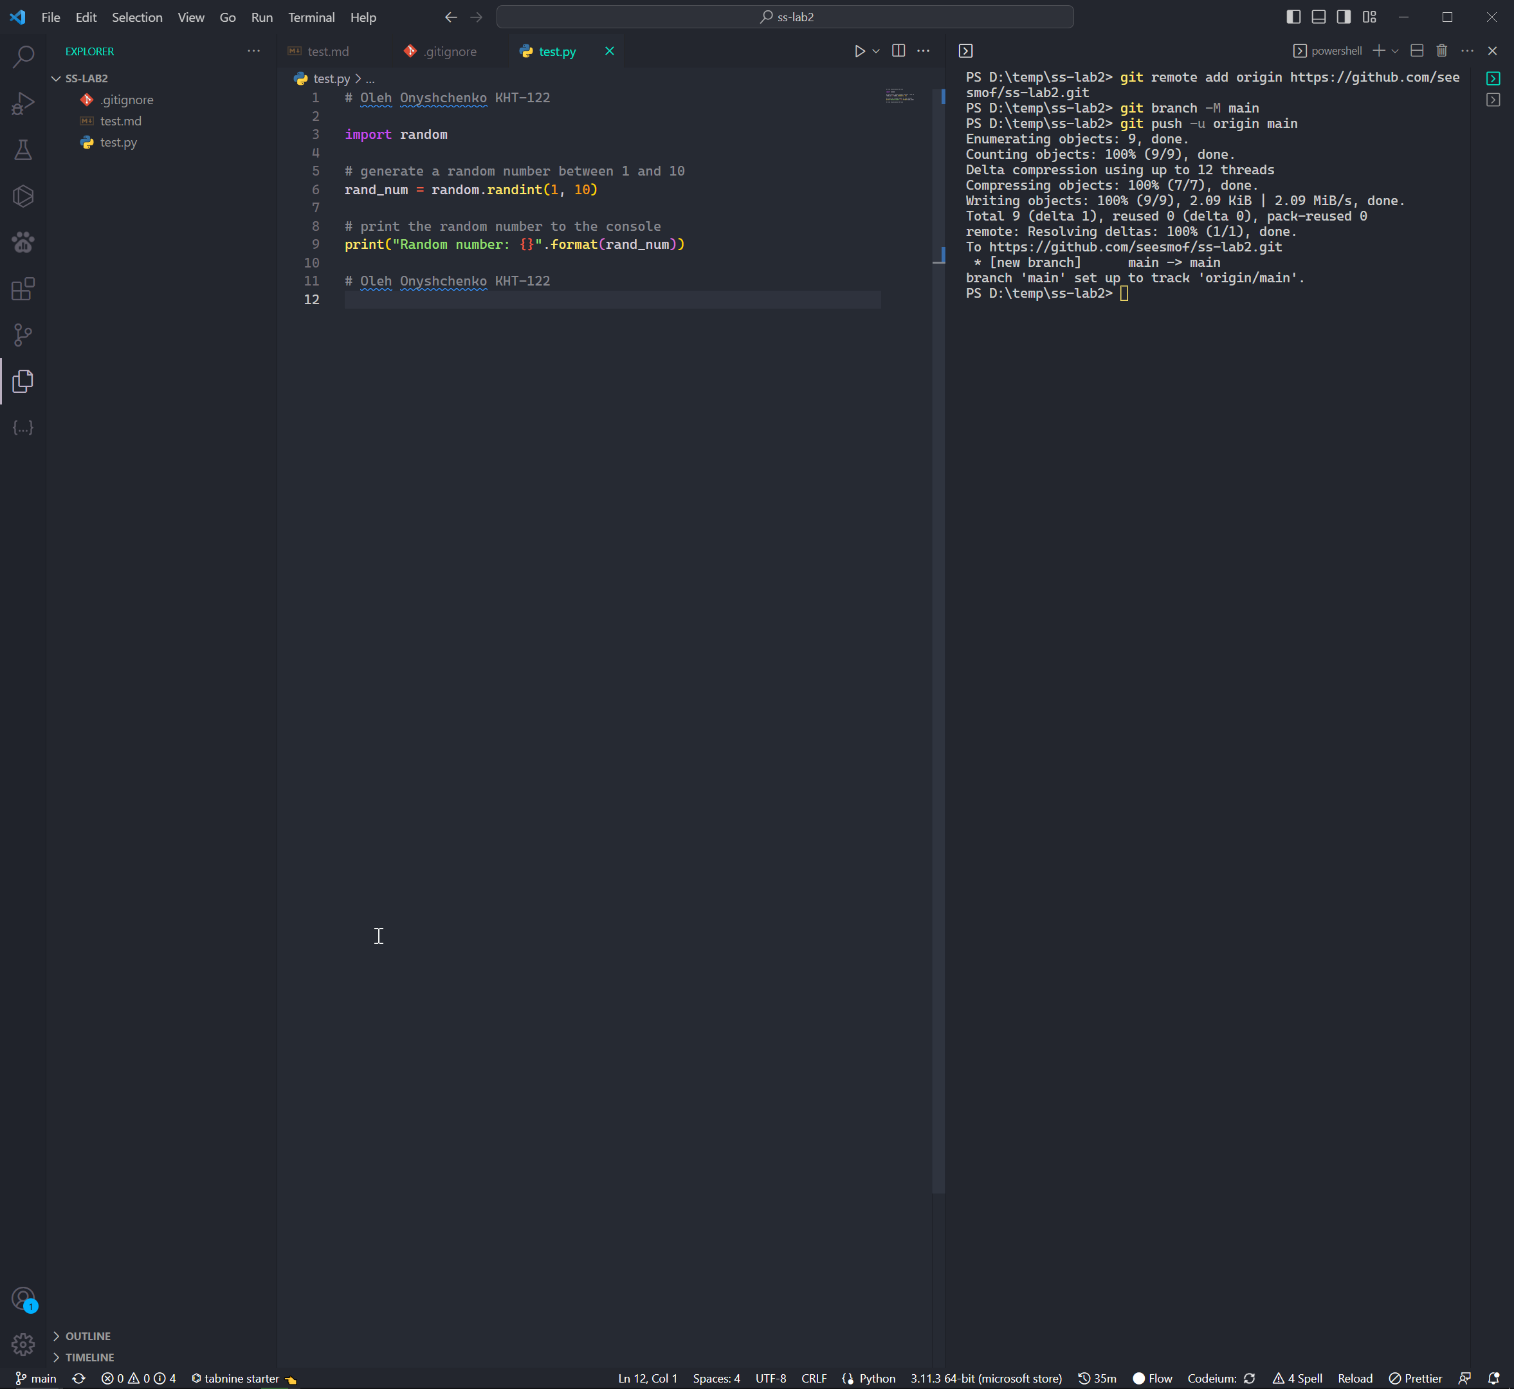 File Edit Selection View Go Run Terminal Help
ss-lab2
EXPLORER
SS-LAB2
.gitignore
test.md
test.py
test.md .gitignore test.py
test.py > ...
1 # Oleh Onyshchenko KHT-122
2
3 import random
4
5 # generate a random number between 1 and 10
6 rand_num = random.randint(1, 10)
7
8 # print the random number to the console
9 print("Random number: {}".format(rand_num))
10
11 # Oleh Onyshchenko KHT-122
12
powershell
PS D:\temp\ss-lab2> git remote add origin https://github.com/see
smof/ss-lab2.git
PS D:\temp\ss-lab2> git branch -M main
PS D:\temp\ss-lab2> git push -u origin main
Enumerating objects: 9, done.
Counting objects: 100% (9/9), done.
Delta compression using up to 12 threads
Compressing objects: 100% (7/7), done.
Writing objects: 100% (9/9), 2.09 KiB | 2.09 MiB/s, done.
Total 9 (delta 1), reused 0 (delta 0), pack-reused 0
remote: Resolving deltas: 100% (1/1), done.
To https://github.com/seesmof/ss-lab2.git
 * [new branch]      main -> main
branch 'main' set up to track 'origin/main'.
PS D:\temp\ss-lab2>
1
OUTLINE
TIMELINE
main 0 0 4 tabnine starter Ln 12, Col 1 Spaces: 4 UTF-8 CRLF Python 3.11.3 64-bit (microsoft store) 35m Flow Codeium: 4 Spell Reload Prettier